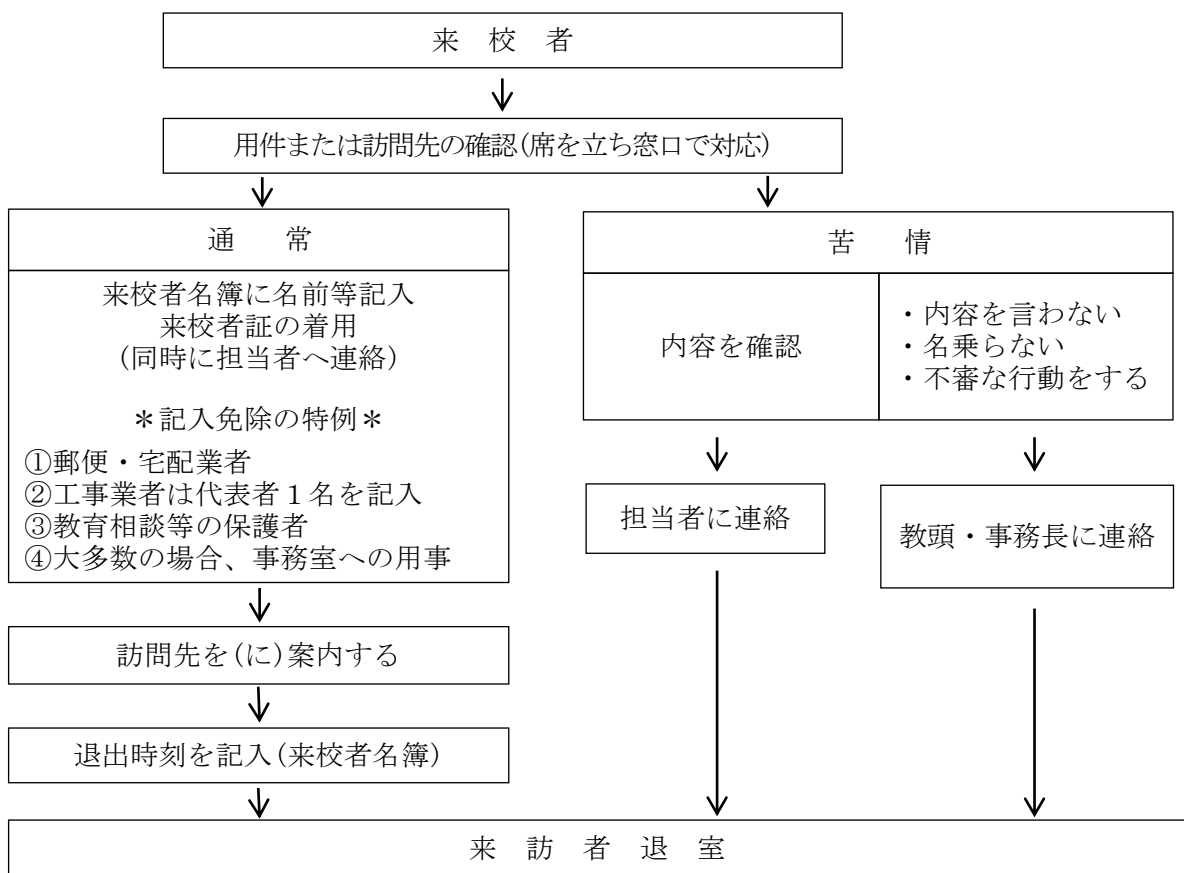 来校者
用件または訪問先の確認(席を立ち窓口で対応)
通常
来校者名簿に名前等記入
来校者証の着用
(同時に担当者へ連絡)
＊記入免除の特例＊
①郵便・宅配業者
②工事業者は代表者１名を記入
③教育相談等の保護者
④大多数の場合、事務室への用事
訪問先を(に)案内する
退出時刻を記入(来校者名簿)
苦情
内容を確認
・内容を言わない
・名乗らない
・不審な行動をする
担当者に連絡
教頭・事務長に連絡
来訪者退室